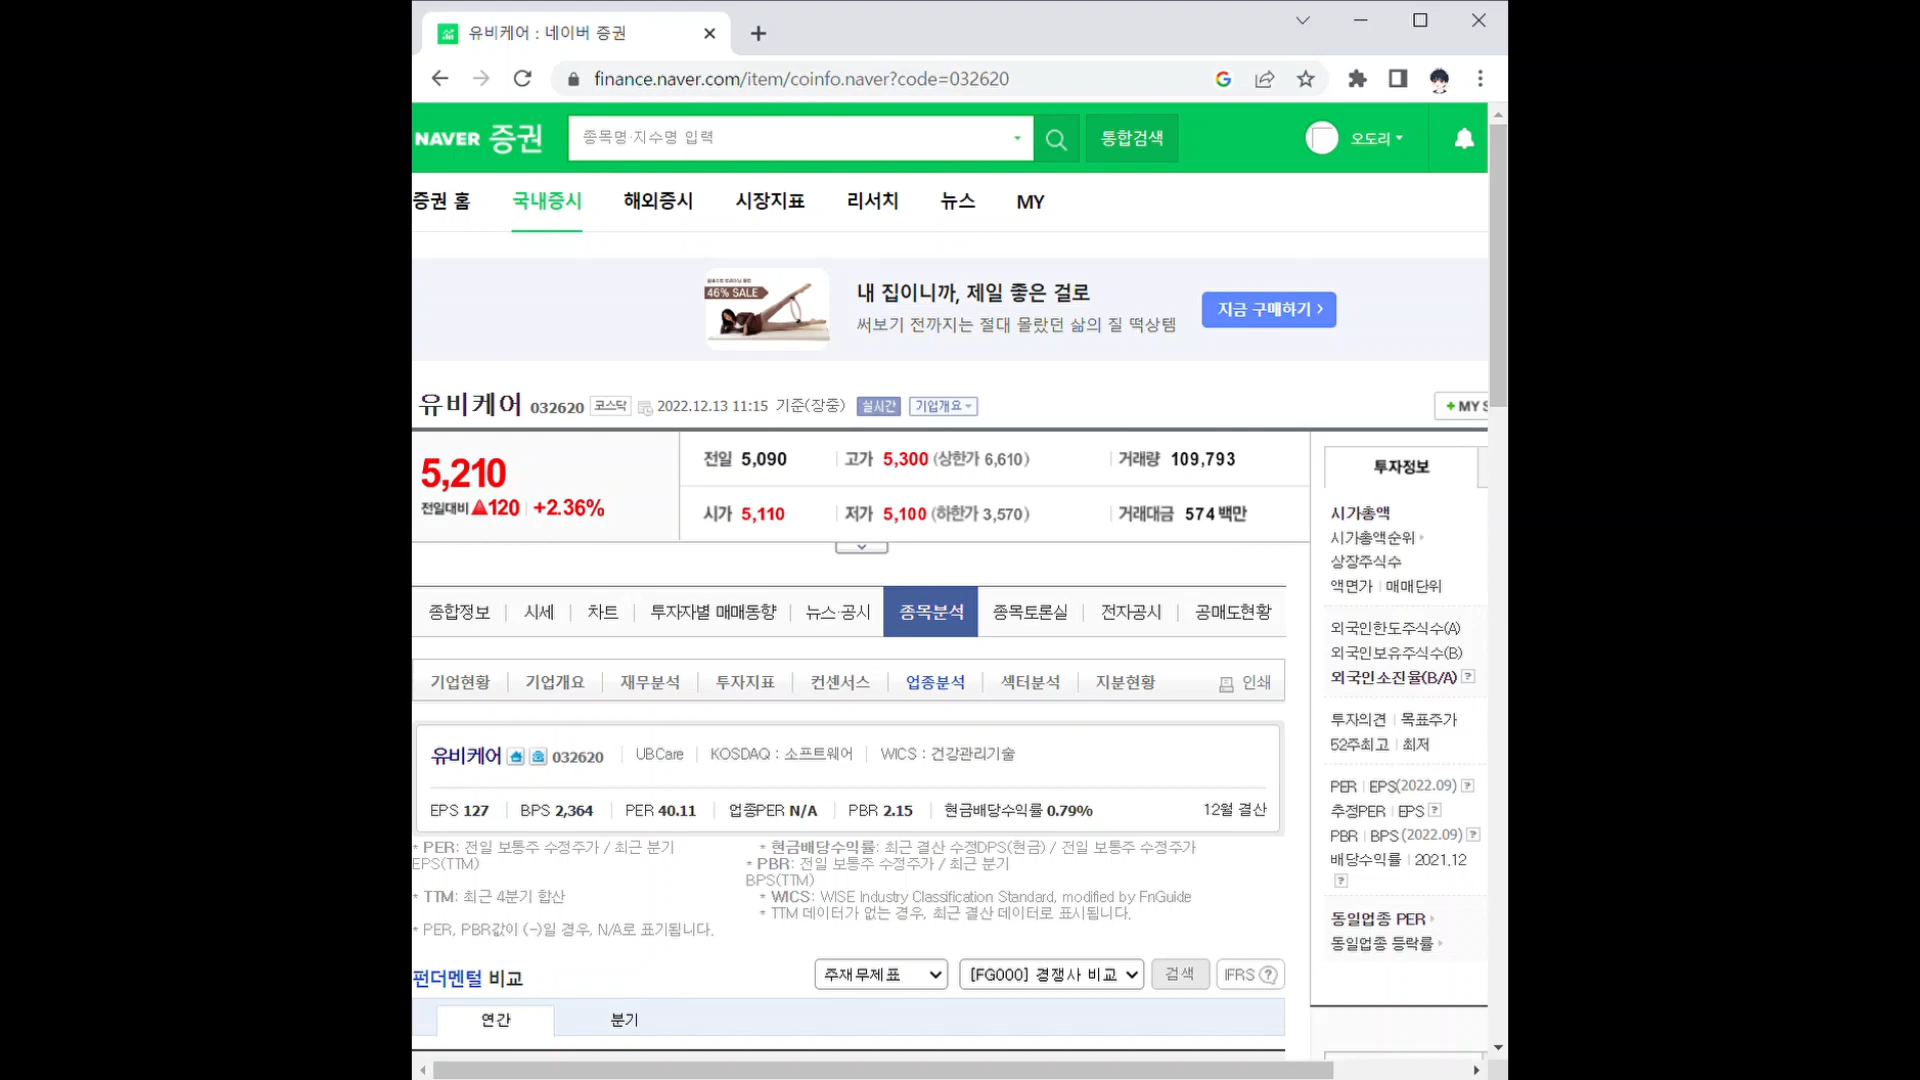 유비케어 : 네이버 증권
finance.naver.com/item/coinfo.naver?code=032620
NAVER 증권
종목명·지수명 입력
통합검색
오도리
증권 홈 국내증시 해외증시 시장지표 리서치 뉴스 MY
46% SALE
내 집이니까, 제일 좋은 걸로
써보기 전까지는 절대 몰랐던 삶의 질 떡상템
지금 구매하기 >
유비케어 032620 코스닥 2022.12.13 11:15 기준(장중) 실시간 기업개요
+ MY S
5,210
전일대비 ▲120 +2.36%
전일 5,090 고가 5,300 (상한가 6,610) 거래량 109,793
시가 5,110 저가 5,100 (하한가 3,570) 거래대금 574 백만
종합정보 시세 차트 투자자별 매매동향 뉴스·공시 종목분석 종목토론실 전자공시 공매도현황
기업현황 기업개요 재무분석 투자지표 컨센서스 업종분석 섹터분석 지분현황 인쇄
유비케어 032620 UBCare KOSDAQ : 소프트웨어 WICS : 건강관리기술
EPS 127 BPS 2,364 PER 40.11 업종PER N/A PBR 2.15 현금배당수익률 0.79% 12월 결산
* PER: 전일 보통주 수정주가 / 최근 분기
EPS(TTM)
* TTM: 최근 4분기 합산
* PER, PBR값이 (-)일 경우, N/A로 표기됩니다.
* 현금배당수익률: 최근 결산 수정DPS(현금) / 전일 보통주 수정주가
* PBR: 전일 보통주 수정주가 / 최근 분기
BPS(TTM)
* WICS: WISE Industry Classification Standard, modified by FnGuide
* TTM 데이터가 없는 경우, 최근 결산 데이터로 표시됩니다.
펀더멘털 비교
주재무제표 [FG000] 경쟁사 비교 검색 IFRS ?
연간 분기
투자정보
시가총액
시가총액순위
상장주식수
액면가 매매단위
외국인한도주식수(A)
외국인보유주식수(B)
외국인소진율(B/A) ?
투자의견 목표주가
52주최고 최저
PER EPS(2022.09) ?
추정PER EPS ?
PBR BPS (2022.09) ?
배당수익률 2021.12
?
동일업종 PER
동일업종 등락률